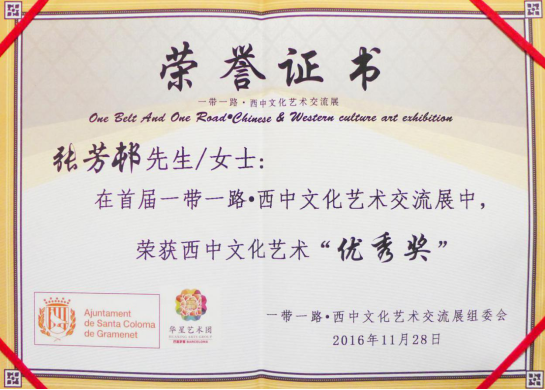 荣誉证书
一带一路·西中文化艺术交流展
One Belt And One Road•Chinese & Western culture art exhibition
张芳邨先生/女士：
在首届一带一路•西中文化艺术交流展中，
荣获西中文化艺术“优秀奖”
Ajuntament
de Santa Coloma
de Gramenet
华星艺术团
一带一路·西中文化艺术交流展组委会
2016年11月28日